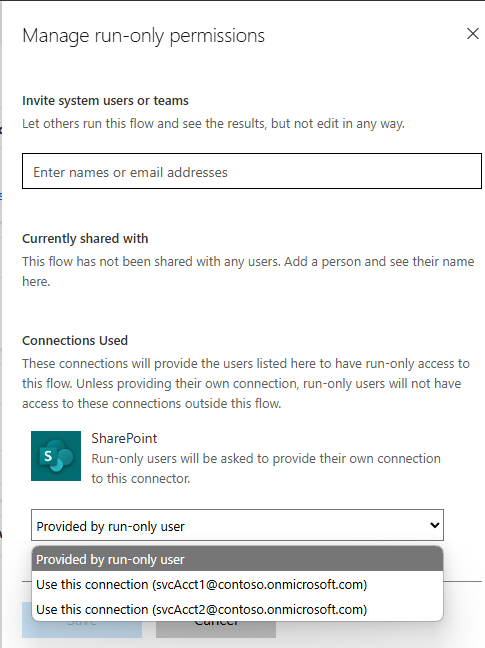 Manage run-only permissions
Invite system users or teams
Let others run this flow and see the results, but not edit in any way.
Enter names or email addresses
Currently shared with
This flow has not been shared with any users. Add a person and see their name
here.
Connections Used
These connections will provide the users listed here to have run-only access to
this flow. Unless providing their own connection, run-only users will not have
access to these connections outside this flow.
S
SharePoint
Run-only users will be asked to provide their own connection
to this connector.
Provided by run-only user
Provided by run-only user
Use this connection (svcAcct1@contoso.onmicrosoft.com)
Use this connection (svcAcct2@contoso.onmicrosoft.com)
Save
Cancel